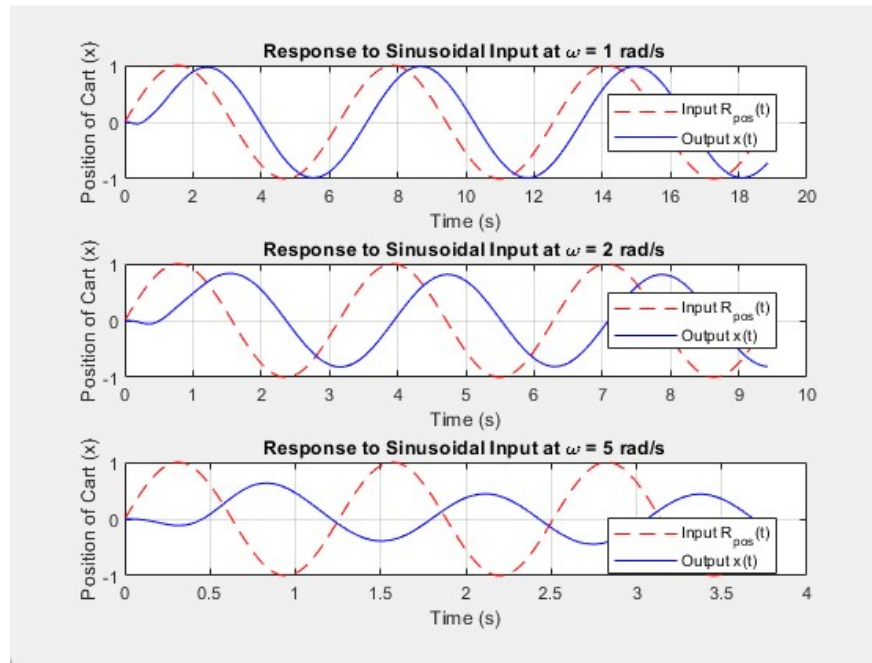 Response to Sinusoidal Input at ω = 1 rad/s
Position of Cart (x)
1
0
-1
Input R_pos(t)
Output x(t)
0 2 4 6 8 10 12 14 16 18 20
Time (s)
Response to Sinusoidal Input at ω = 2 rad/s
Position of Cart (x)
1
0
-1
Input R_pos(t)
Output x(t)
0 1 2 3 4 5 6 7 8 9 10
Time (s)
Response to Sinusoidal Input at ω = 5 rad/s
Position of Cart (x)
1
0
-1
Input R_pos(t)
Output x(t)
0 0.5 1 1.5 2 2.5 3 3.5 4
Time (s)